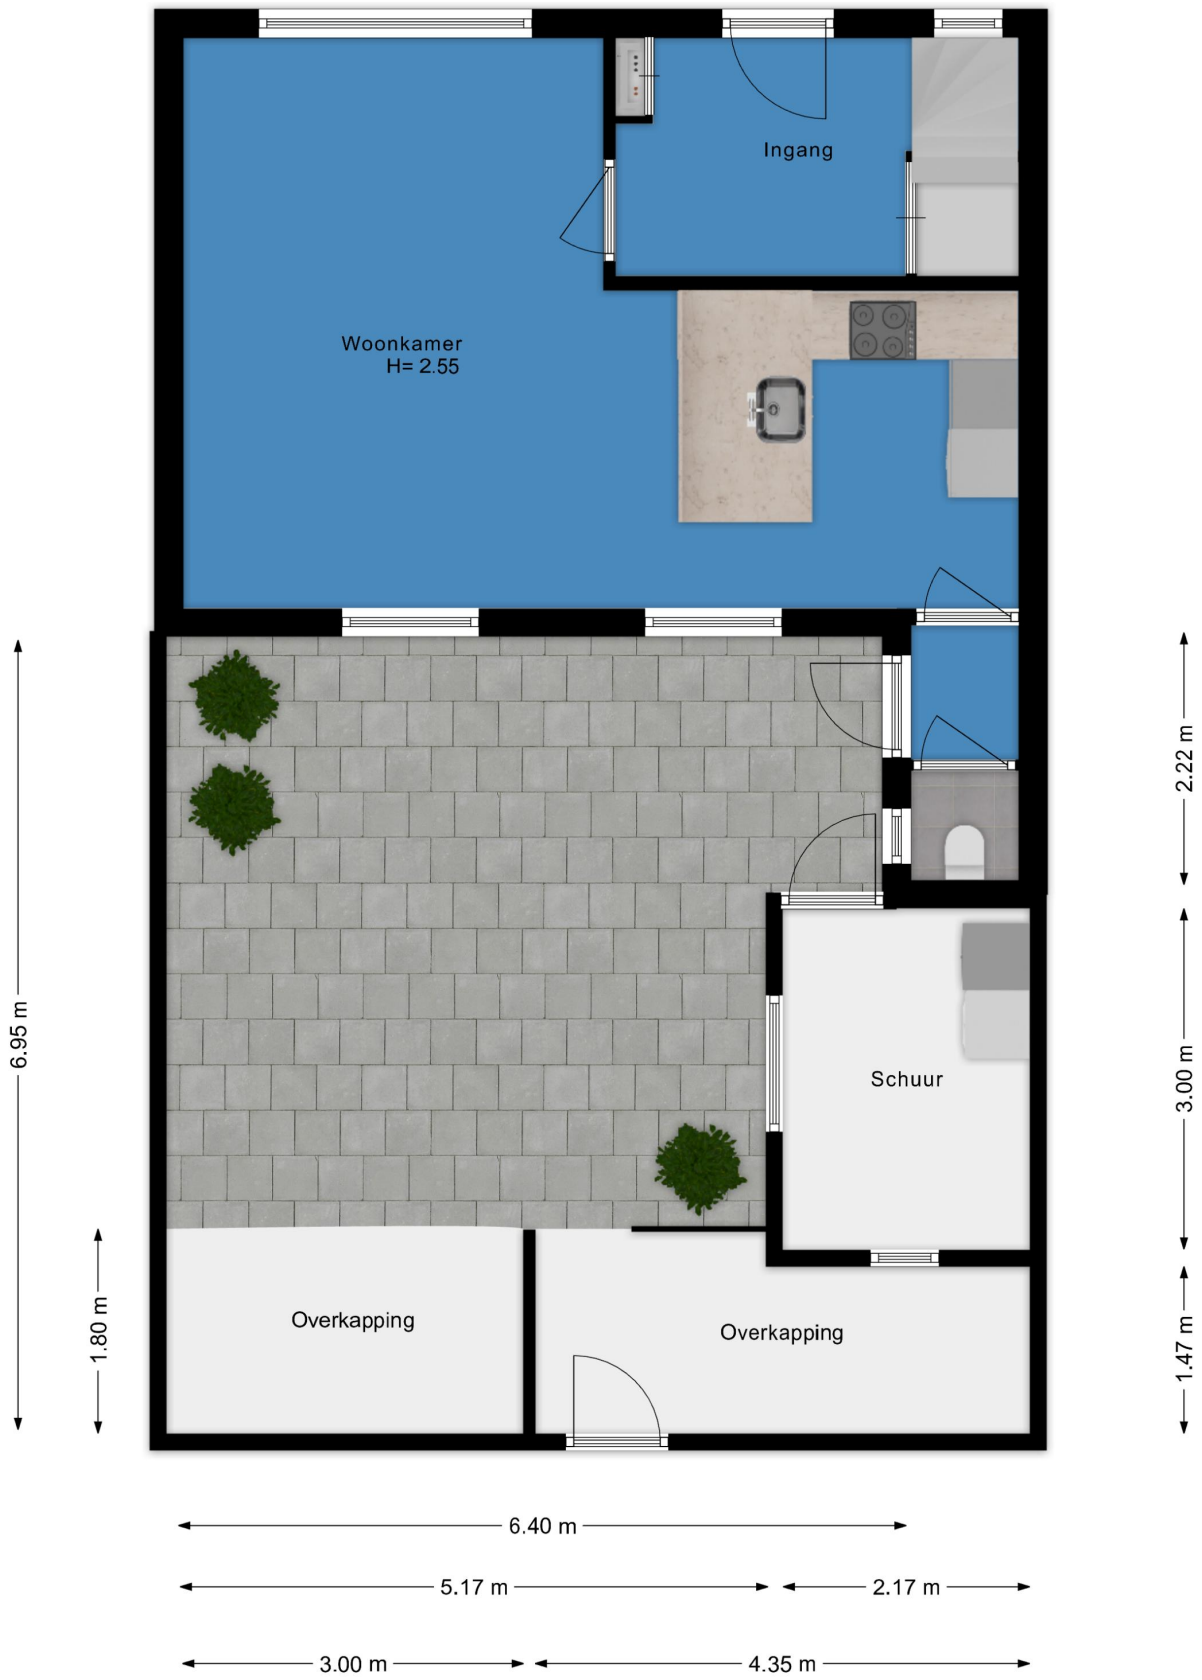 Ingang
Woonkamer
H= 2.55
2.22 m
6.95 m
3.00 m
Schuur
1.80 m
Overkapping
Overkapping
1.47 m
6.40 m
5.17 m
2.17 m
3.00 m
4.35 m